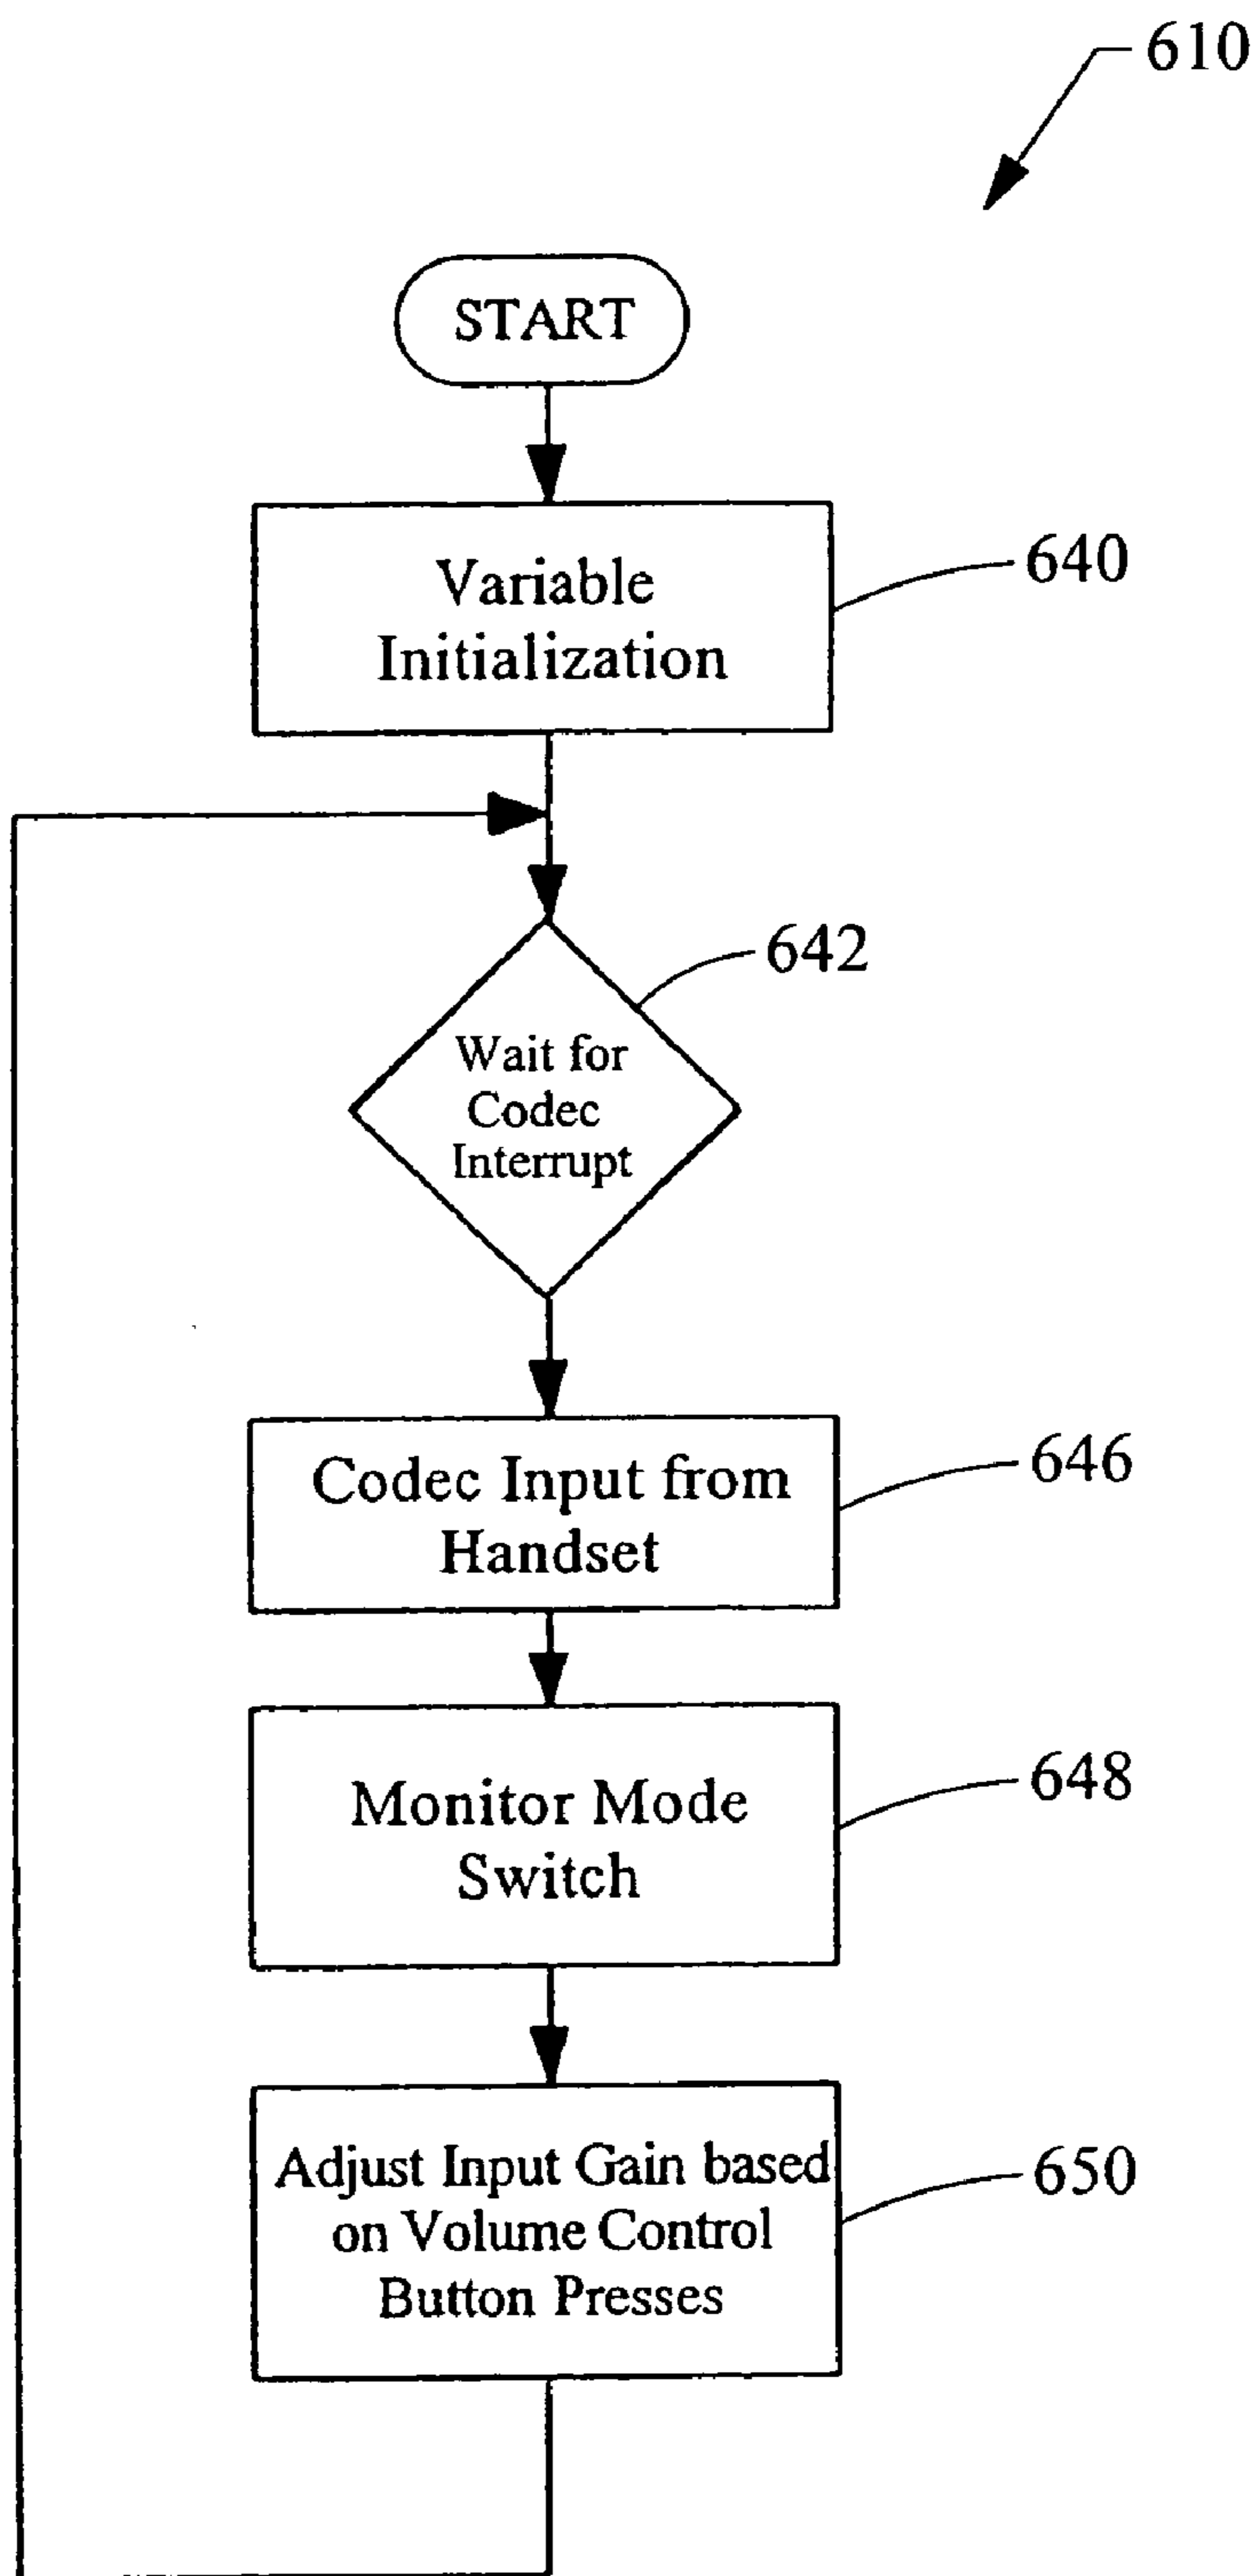 610
START
Variable
Initialization
640
Wait for
Codec
Interrupt
642
Codec Input from
Handset
646
Monitor Mode
Switch
648
Adjust Input Gain based
on Volume Control
Button Presses
650